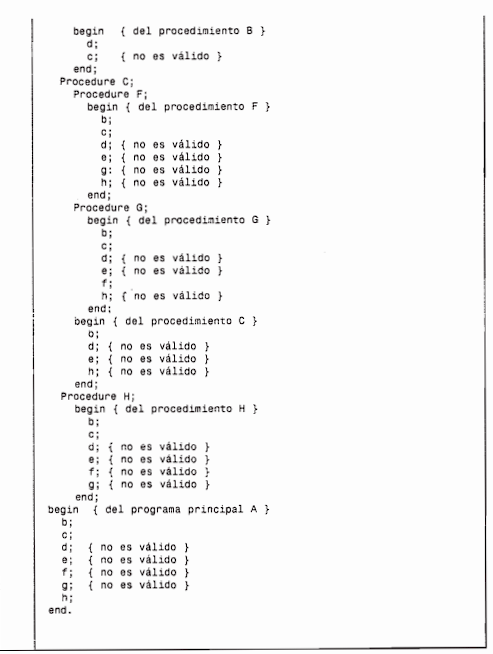 begin { del procedimiento B }
d;
c; { no es válido }
end;
Procedure C;
Procedure F;
begin { del procedimiento F }
b;
c;
d; { no es válido }
e; { no es válido }
g: { no es válido }
h; { no es válido }
end;
Procedure G;
begin { del procedimiento G }
b;
c;
d; { no es válido }
e; { no es válido }
f;
h; { no es válido }
end;
begin { del procedimiento C }
b;
d; { no es válido }
e; { no es válido }
h; { no es válido }
end;
Procedure H;
begin { del procedimiento H }
b;
c;
d; { no es válido }
e; { no es válido }
f; { no es válido }
g; { no es válido }
end;
begin { del programa principal A }
b;
c;
d; { no es válido }
e; { no es válido }
f; { no es válido }
g; { no es válido }
h;
end.